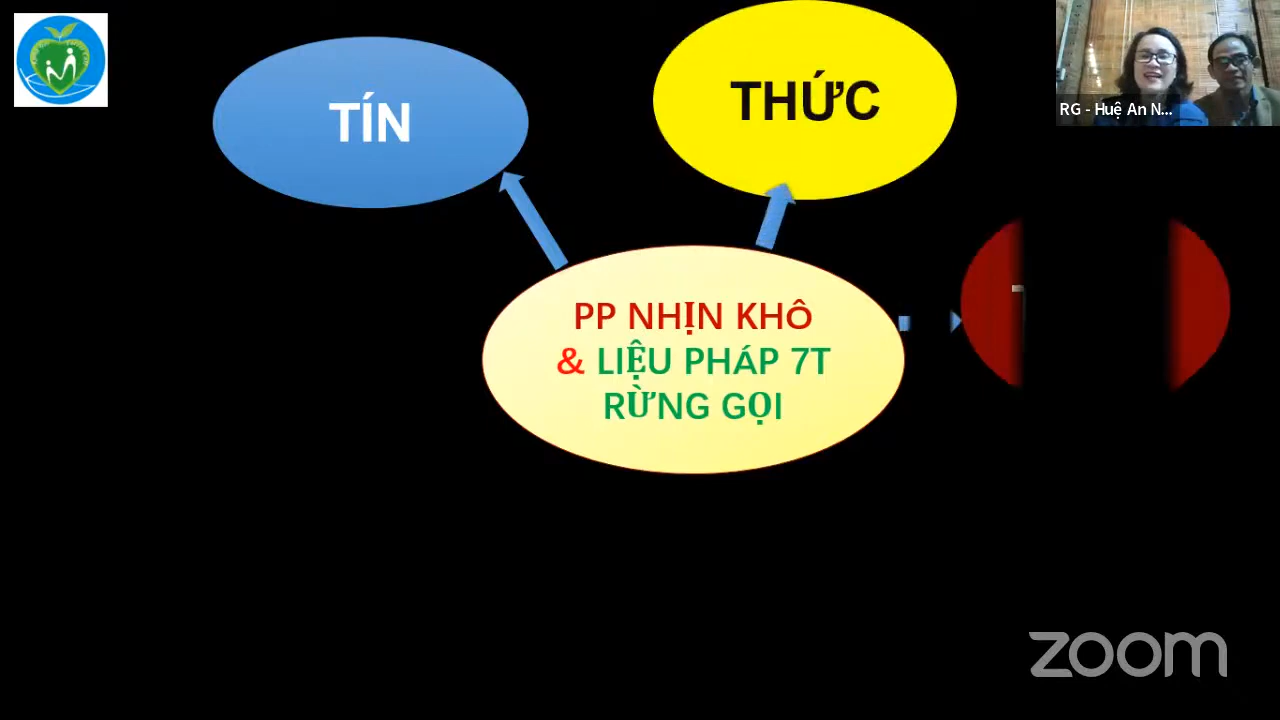 TÍN
THỨC
RG - Huệ An N...
PP NHỊN KHÔ
& LIỆU PHÁP 7T
RỪNG GỌI
zoom